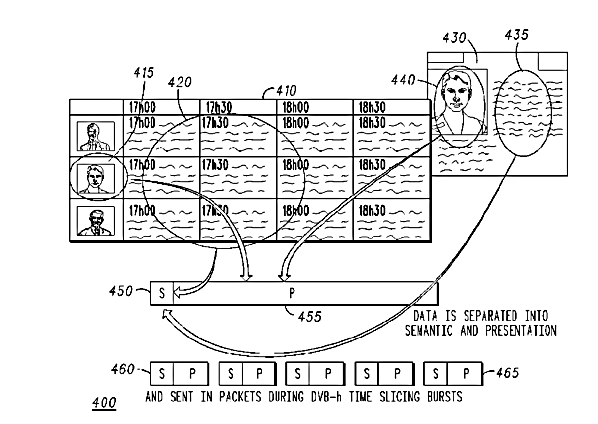 430 435
415 420 410 440
17h00 17h30 18h00 18h30
17h00 17h30 18h00 18h30
17h00 17h30 18h00 18h30
17h00 17h30 18h00 18h30
450 S P
455
DATA IS SEPARATED INTO
SEMANTIC AND PRESENTATION
460 S P S P S P S P S P 465
AND SENT IN PACKETS DURING DVB-h TIME SLICING BURSTS
400